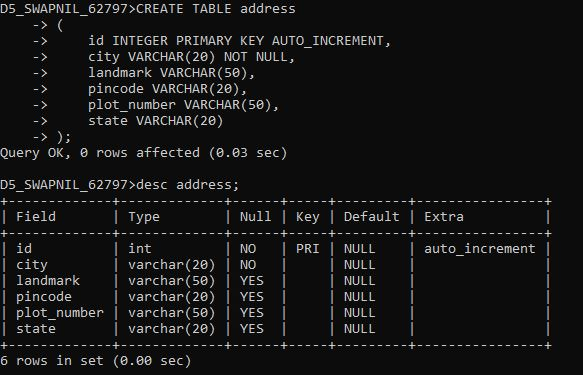 D5_SWAPNIL_62797>CREATE TABLE address
    -> (
    ->     id INTEGER PRIMARY KEY AUTO_INCREMENT,
    ->     city VARCHAR(20) NOT NULL,
    ->     landmark VARCHAR(50),
    ->     pincode VARCHAR(20),
    ->     plot_number VARCHAR(50),
    ->     state VARCHAR(20)
    -> );
Query OK, 0 rows affected (0.03 sec)

D5_SWAPNIL_62797>desc address;
+-------------+-------------+------+-----+---------+----------------+
| Field       | Type        | Null | Key | Default | Extra          |
+-------------+-------------+------+-----+---------+----------------+
| id          | int         | NO   | PRI | NULL    | auto_increment |
| city        | varchar(20) | NO   |     | NULL    |                |
| landmark    | varchar(50) | YES  |     | NULL    |                |
| pincode     | varchar(20) | YES  |     | NULL    |                |
| plot_number | varchar(50) | YES  |     | NULL    |                |
| state       | varchar(20) | YES  |     | NULL    |                |
+-------------+-------------+------+-----+---------+----------------+
6 rows in set (0.00 sec)